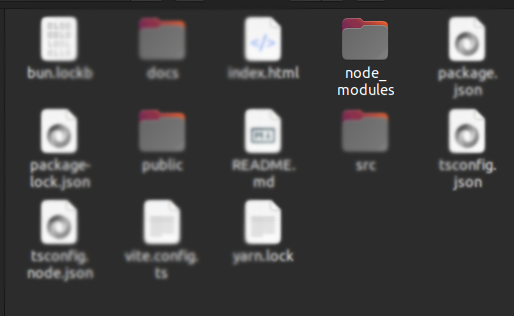 bun.lockb
docs
index.html
node_
modules
package.
json
package-
lock.json
public
README.
md
src
tsconfig.
json
tsconfig.
node.json
vite.config.
ts
yarn.lock